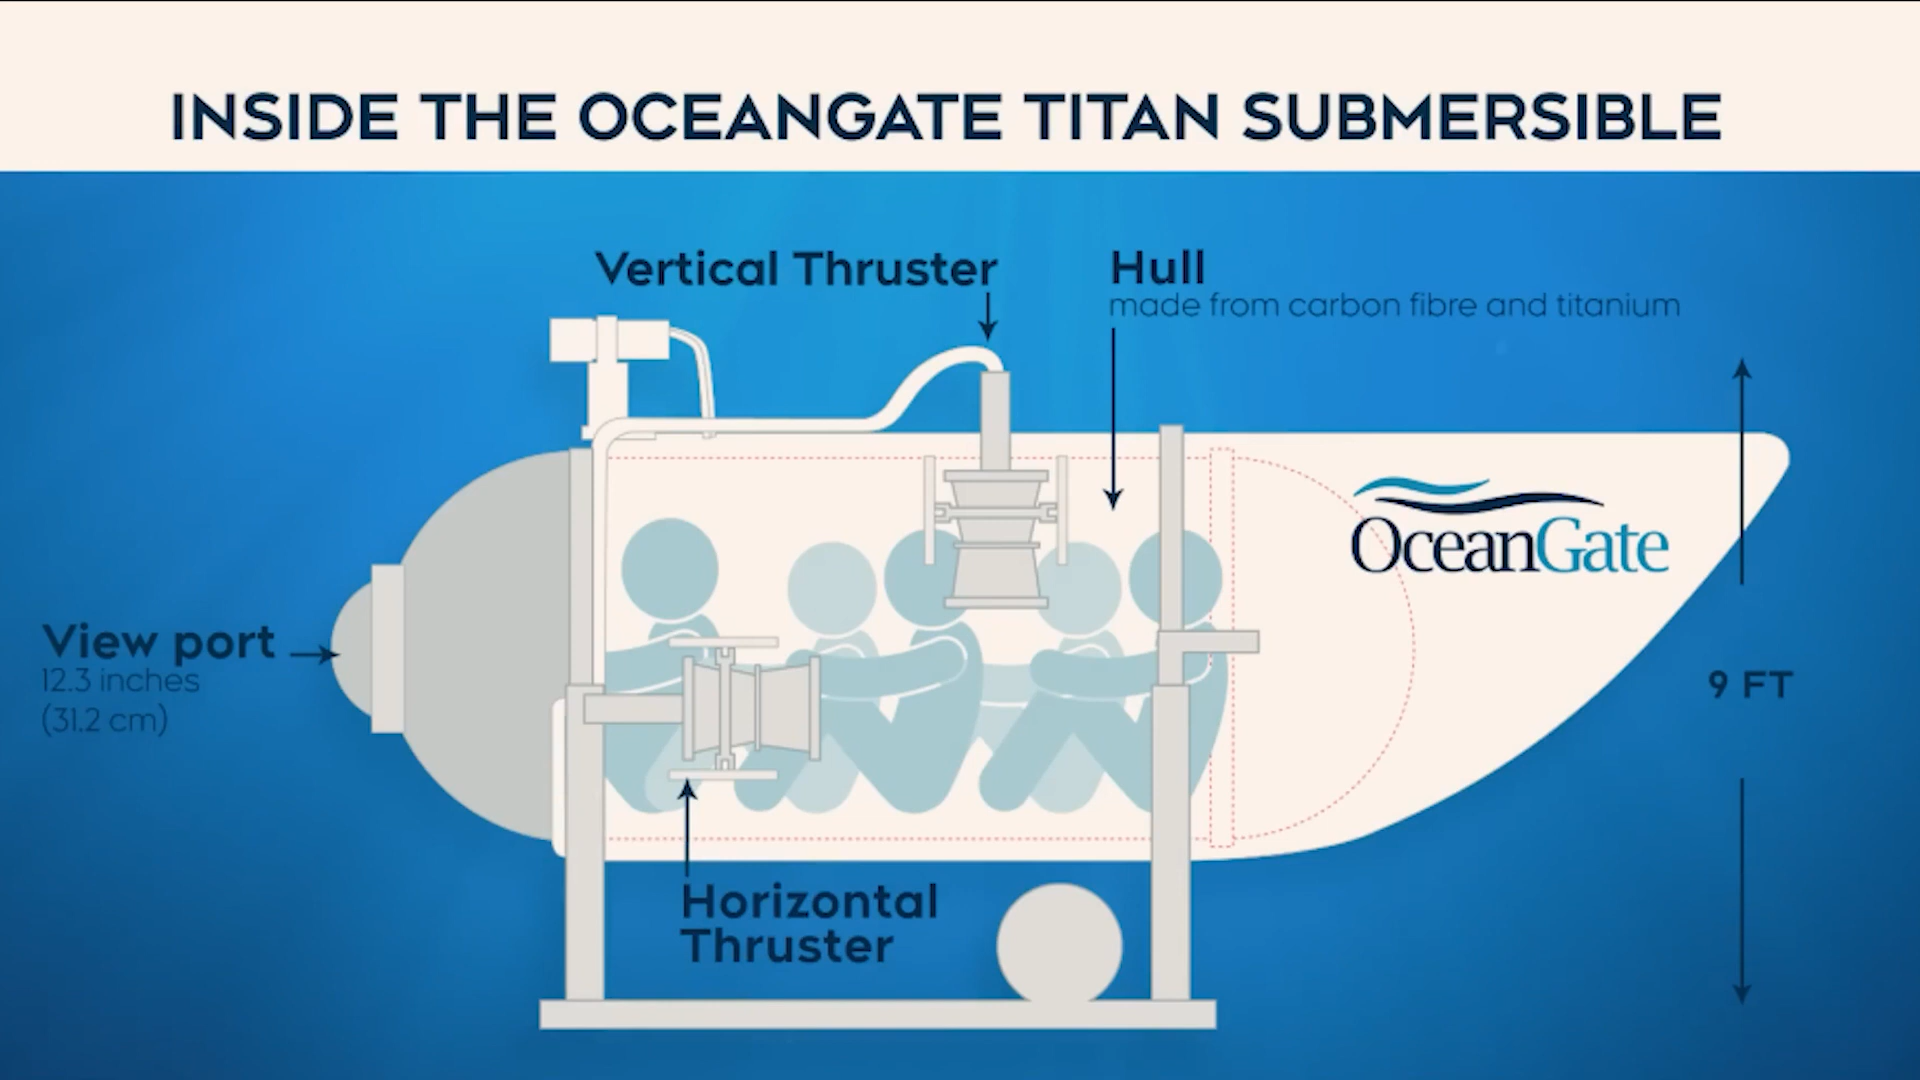 INSIDE THE OCEANGATE TITAN SUBMERSIBLE
Vertical Thruster
Hull
made from carbon fibre and titanium
OceanGate
View port
12.3 inches
(31.2 cm)
9 FT
Horizontal
Thruster